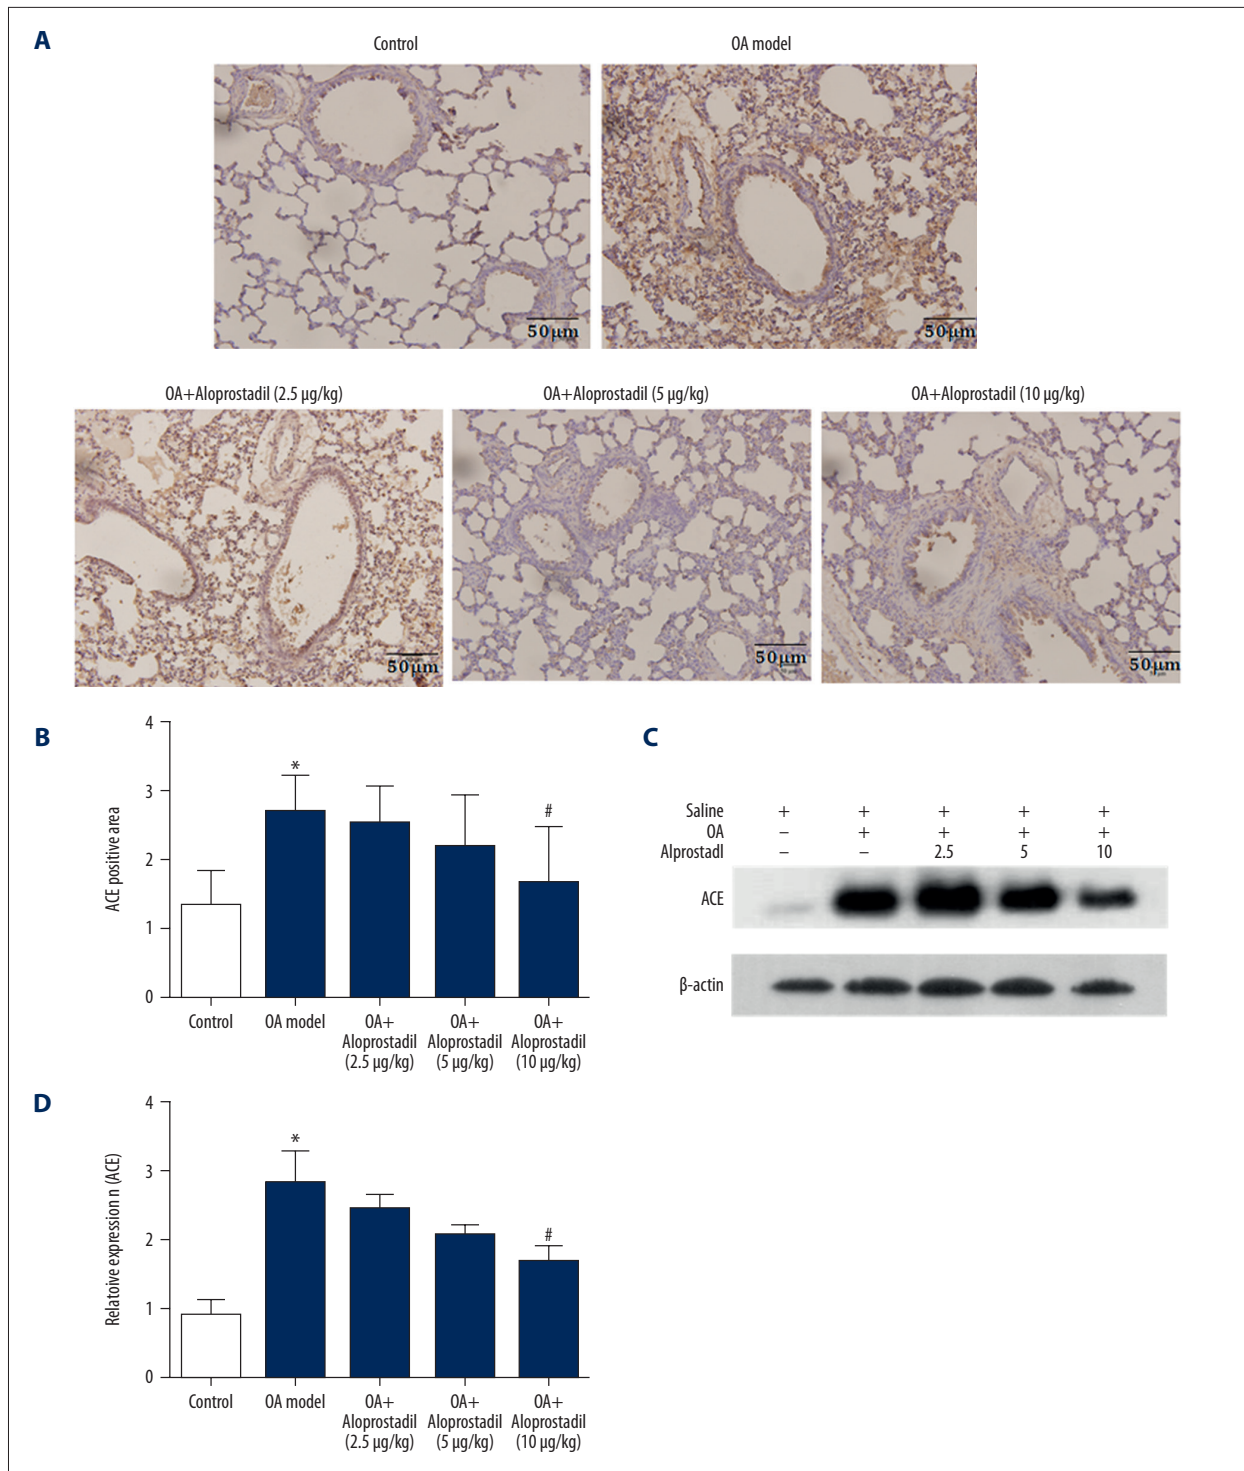 A
Control
OA model
50µm
50µm
OA+Aloprostadil (2.5 µg/kg)
OA+Aloprostadil (5 µg/kg)
OA+Aloprostadil (10 µg/kg)
50µm
50µm
50µm
B
4
3
2
1
0
ACE positive area
*
#
Control
OA model
OA+
Aloprostadil
(2.5 µg/kg)
OA+
Aloprostadil
(5 µg/kg)
OA+
Aloprostadil
(10 µg/kg)
C
Saline + + + + +
OA – + + + +
Alprostadl – – 2.5 5 10
ACE
β-actin
D
4
3
2
1
0
Relatoive expression n (ACE)
*
#
Control
OA model
OA+
Aloprostadil
(2.5 µg/kg)
OA+
Aloprostadil
(5 µg/kg)
OA+
Aloprostadil
(10 µg/kg)